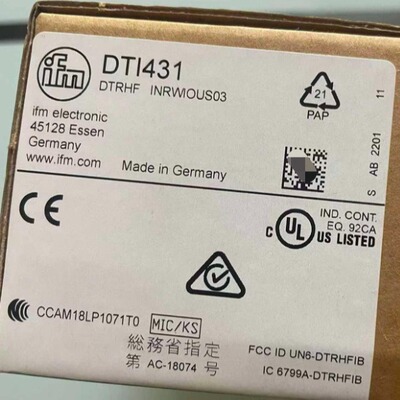 ifm
DTI431
DTRHF INRWIOUS03
ifm electronic
45128 Essen
Germany
www.ifm.com
Made in Germany
21
PAP
S AB 2201 11
CE
C UL US LISTED
IND. CONT.
EQ. 92CA
CCAM18LP1071T0
MIC/KS
総務省指定
第 AC-18074 号
FCC ID UN6-DTRHFIB
IC 6799A-DTRHFIB